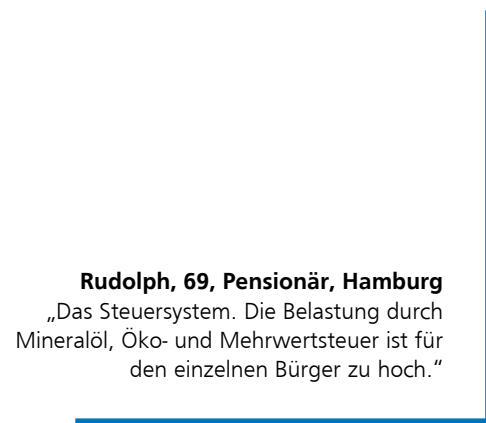 Rudolph, 69, Pensionär, Hamburg
„Das Steuersystem. Die Belastung durch
Mineralöl, Öko- und Mehrwertsteuer ist für
den einzelnen Bürger zu hoch.“